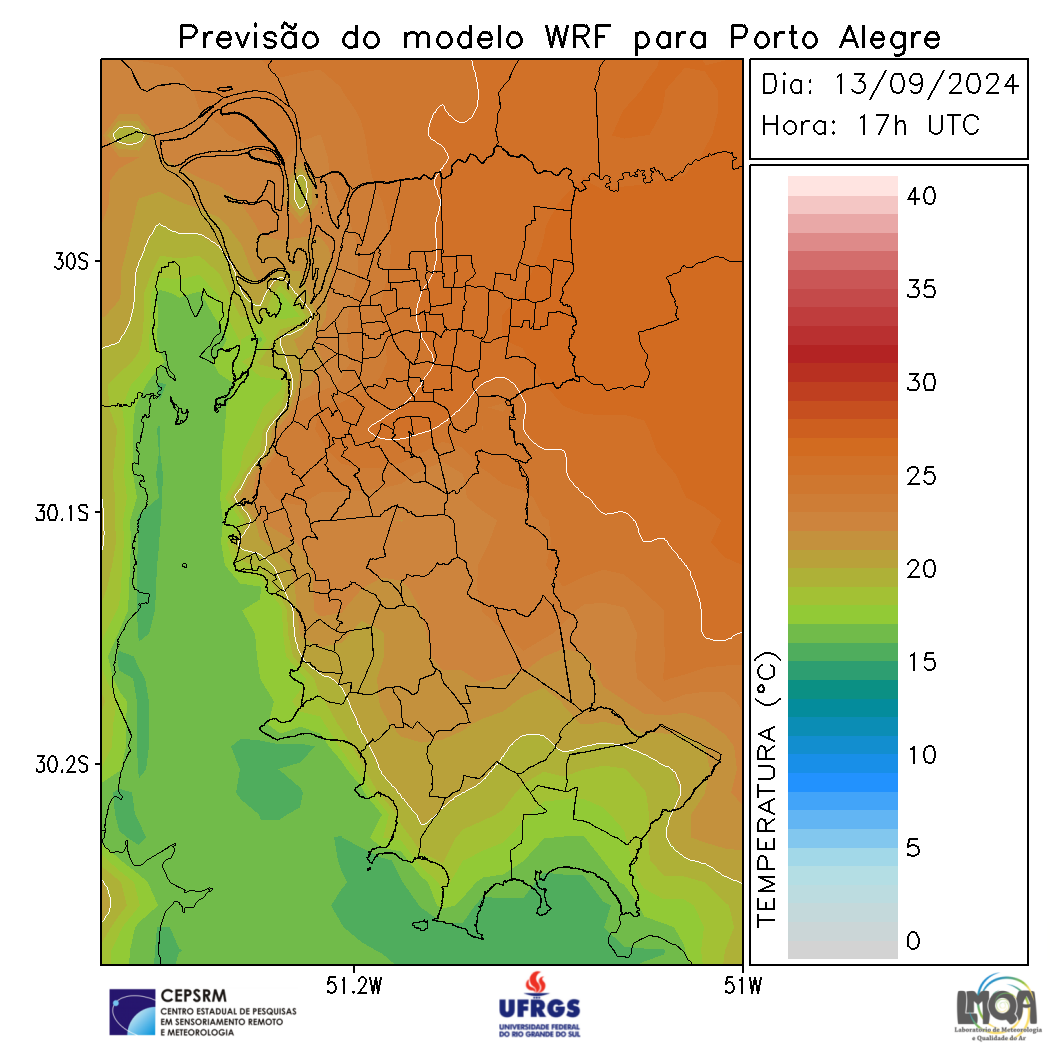 Previsão do modelo WRF para Porto Alegre
Dia: 13/09/2024
Hora: 17h UTC
40
35
30
25
20
15
10
5
0
TEMPERATURA (°C)
30S
30.1S
30.2S
51.2W
51W
CEPSRM
CENTRO ESTADUAL DE PESQUISAS
EM SENSORIAMENTO REMOTO
E METEOROLOGIA
UFRGS
UNIVERSIDADE FEDERAL
DO RIO GRANDE DO SUL
LMQA
Laboratório de Meteorologia
e Qualidade do Ar